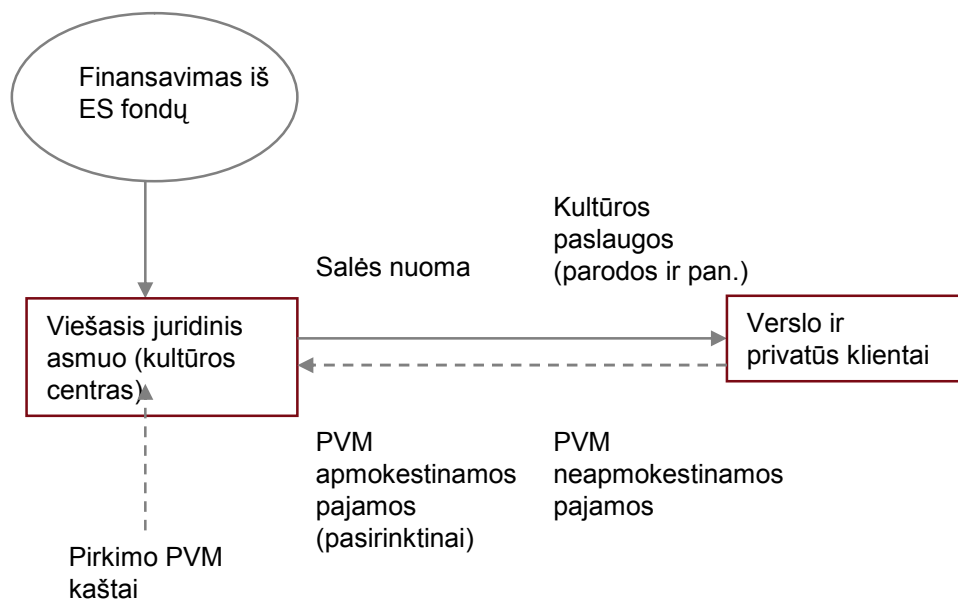 Finansavimas iš
ES fondų
Kultūros
paslaugos
(parodos ir pan.)
Salės nuoma
Viešasis juridinis
asmuo (kultūros
centras)
Verslo ir
privatūs klientai
PVM
apmokestinamos
pajamos
(pasirinktinai)
PVM
neapmokestinamos
pajamos
Pirkimo PVM
kaštai